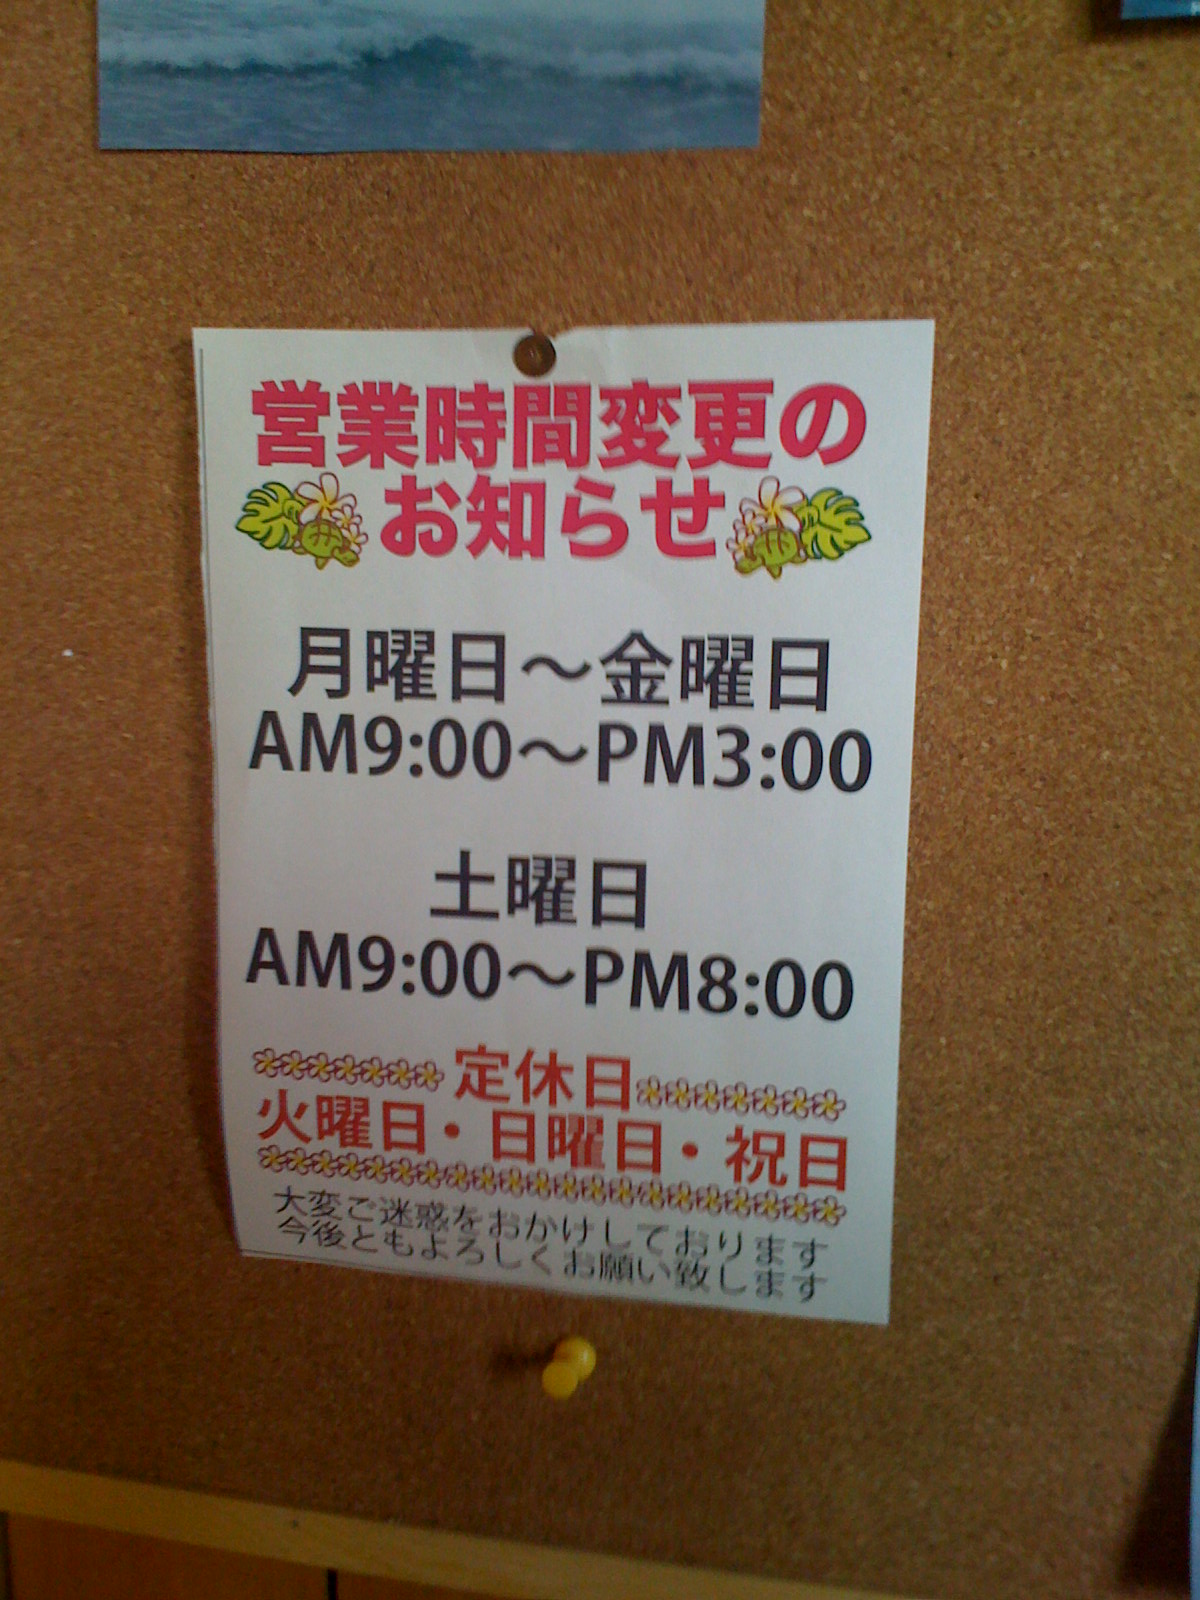 営業時間変更の
お知らせ
月曜日～金曜日
AM9:00～PM3:00
土曜日
AM9:00～PM8:00
定休日
火曜日・日曜日・祝日
大変ご迷惑をおかけしております
今後ともよろしくお願い致します